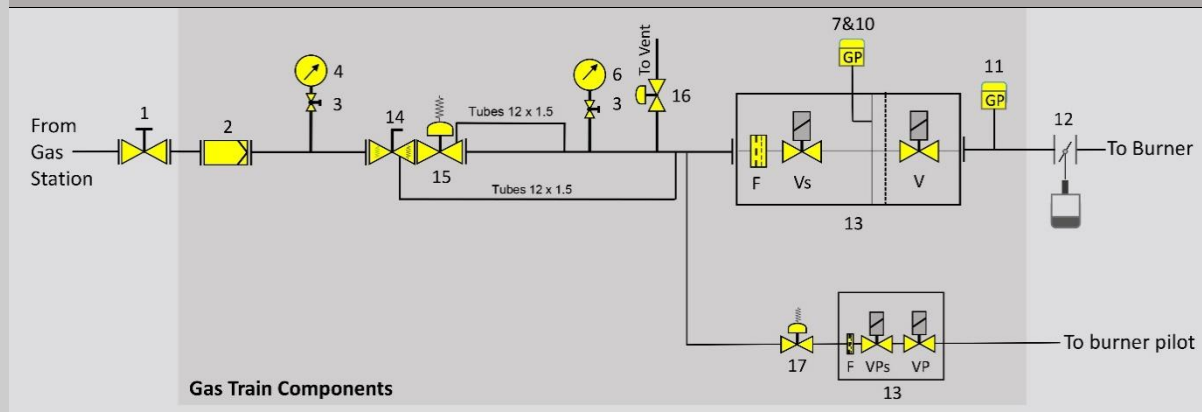 7&10
To Vent
4
6
GP
11
1
3
3
16
GP
12
2
14
Tubes 12 x 1.5
From
Gas
Station
To Burner
15
F
Vs
V
Tubes 12 x 1.5
13
To burner pilot
17
F
VPs
VP
13
Gas Train Components